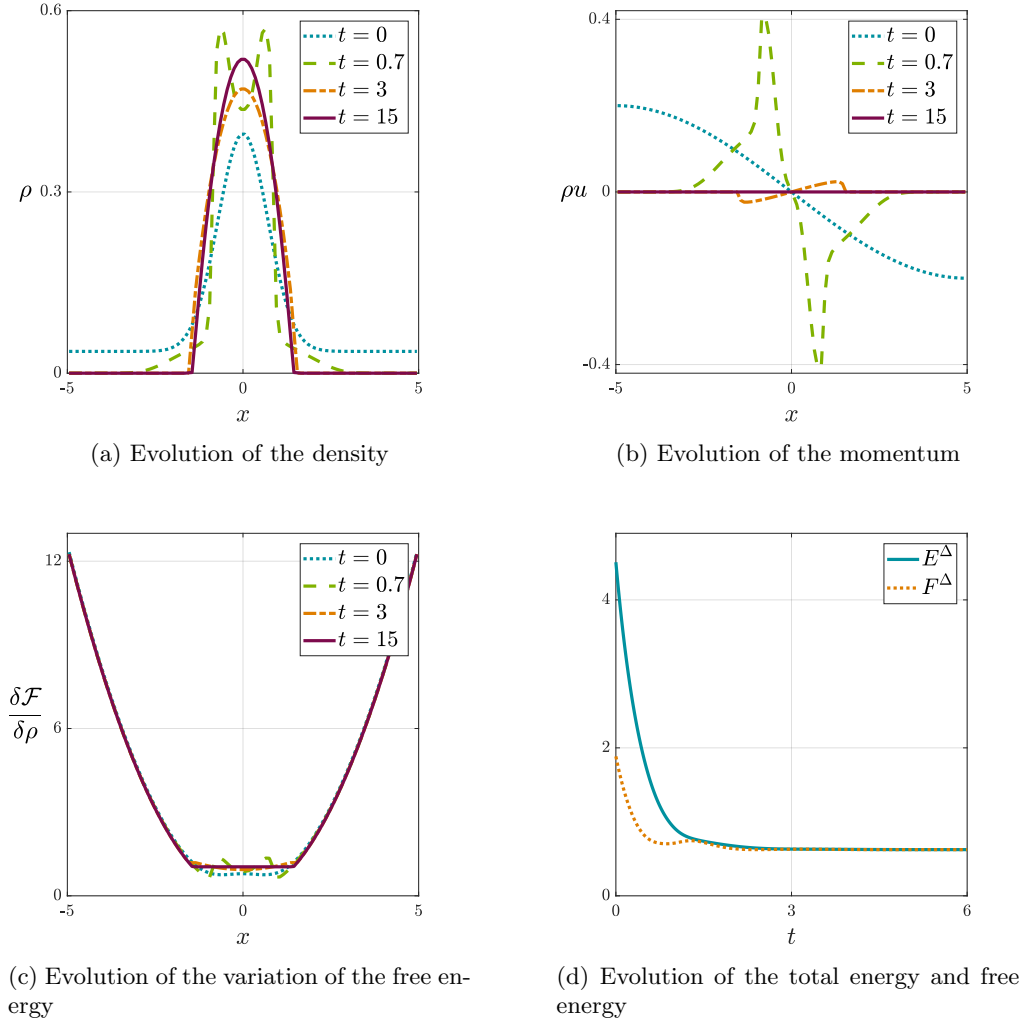 0.6
ρ
0.3
0
-5
0
5
x
t = 0
t = 0.7
t = 3
t = 15
(a) Evolution of the density
0.4
ρu
0
-0.4
-5
0
5
x
t = 0
t = 0.7
t = 3
t = 15
(b) Evolution of the momentum
12
δF
δρ
6
0
-5
0
5
x
t = 0
t = 0.7
t = 3
t = 15
(c) Evolution of the variation of the free en-
ergy
4
2
0
0
3
6
t
E^Δ
F^Δ
(d) Evolution of the total energy and free
energy